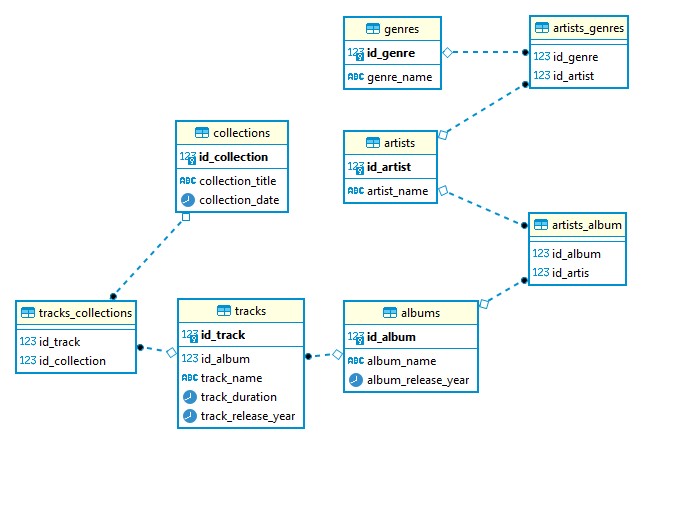 genres
123 id_genre
ABC genre_name
artists_genres
123 id_genre
123 id_artist
collections
123 id_collection
ABC collection_title
collection_date
artists
123 id_artist
ABC artist_name
artists_album
123 id_album
123 id_artis
tracks_collections
123 id_track
123 id_collection
tracks
123 id_track
123 id_album
ABC track_name
track_duration
track_release_year
albums
123 id_album
ABC album_name
album_release_year